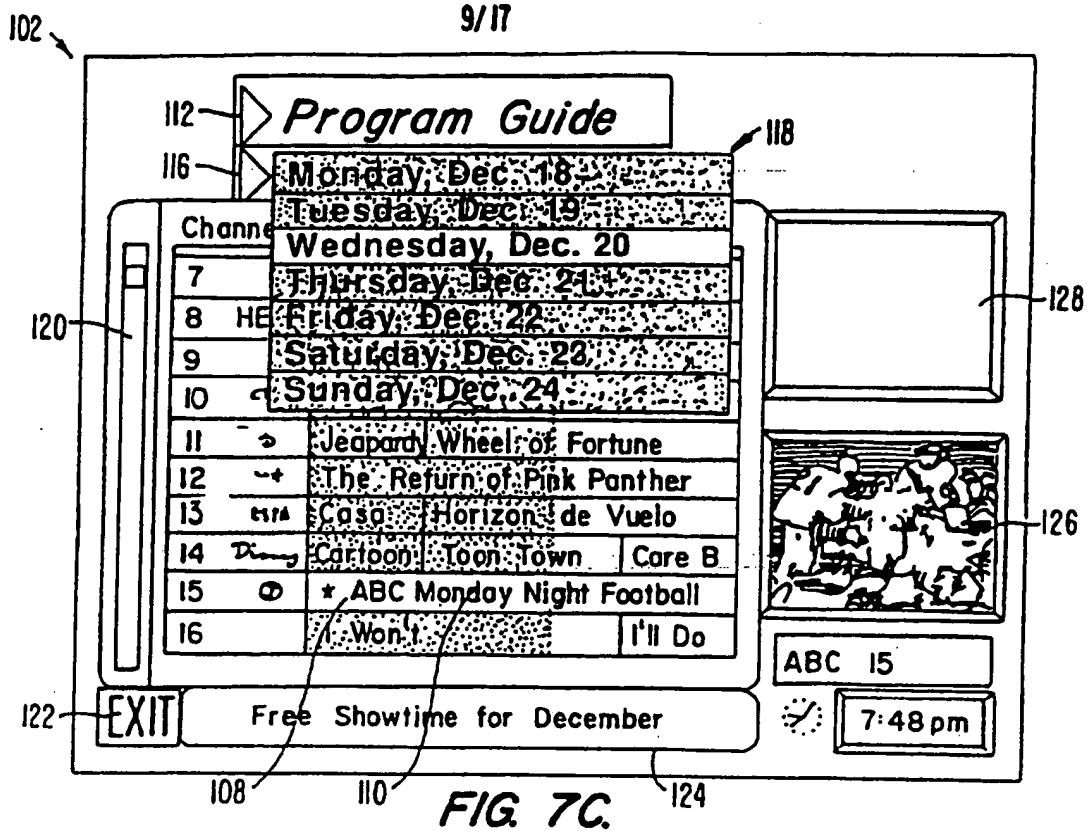 9/17
102
112
Program Guide
118
116
Monday, Dec. 18
Tuesday, Dec. 19
Wednesday, Dec. 20
Thursday, Dec. 21
Friday, Dec. 22
Saturday, Dec. 23
Sunday, Dec. 24
Channe
7
8 HE
9
10
11 Jeapardy Wheel of Fortune
12 The Return of Pink Panther
13 Casa Horizon de Vuelo
14 Disney Cartoon Toon Town Care B
15 * ABC Monday Night Football
16 I Won't I'll Do
120
128
126
ABC 15
122
EXIT
Free Showtime for December
7:48 pm
108
110
124
FIG. 7C.